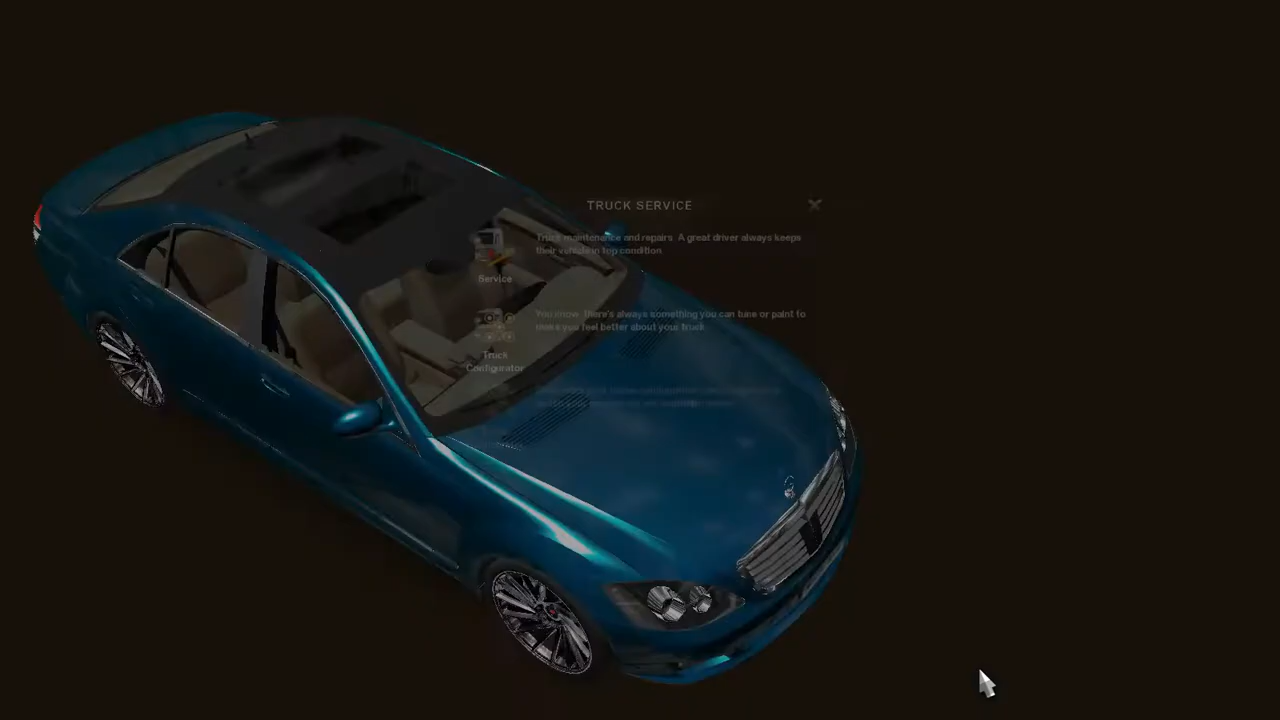 TRUCK SERVICE
Truck maintenance and repairs. A great driver always keeps
their vehicle in top condition.
Service
You know, there's always something you can tune or paint to
make you feel better about your truck.
Truck
Configurator